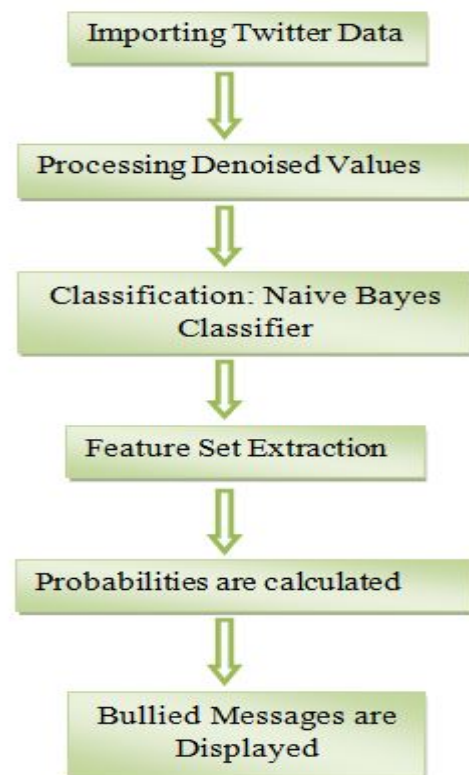 Importing Twitter Data
Processing Denoised Values
Classification: Naive Bayes
Classifier
Feature Set Extraction
Probabilities are calculated
Bullied Messages are
Displayed